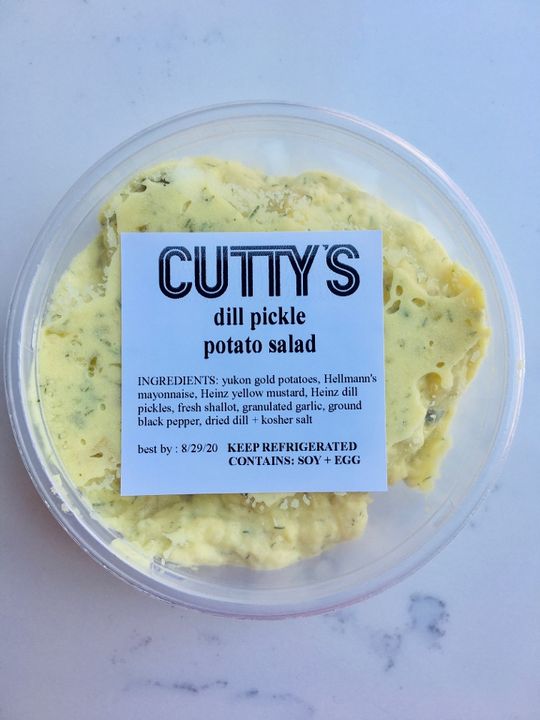 CUTTY'S
dill pickle
potato salad
INGREDIENTS: yukon gold potatoes, Hellmann's
mayonnaise, Heinz yellow mustard, Heinz dill
pickles, fresh shallot, granulated garlic, ground
black pepper, dried dill + kosher salt
best by : 8/29/20 KEEP REFRIGERATED
CONTAINS: SOY + EGG